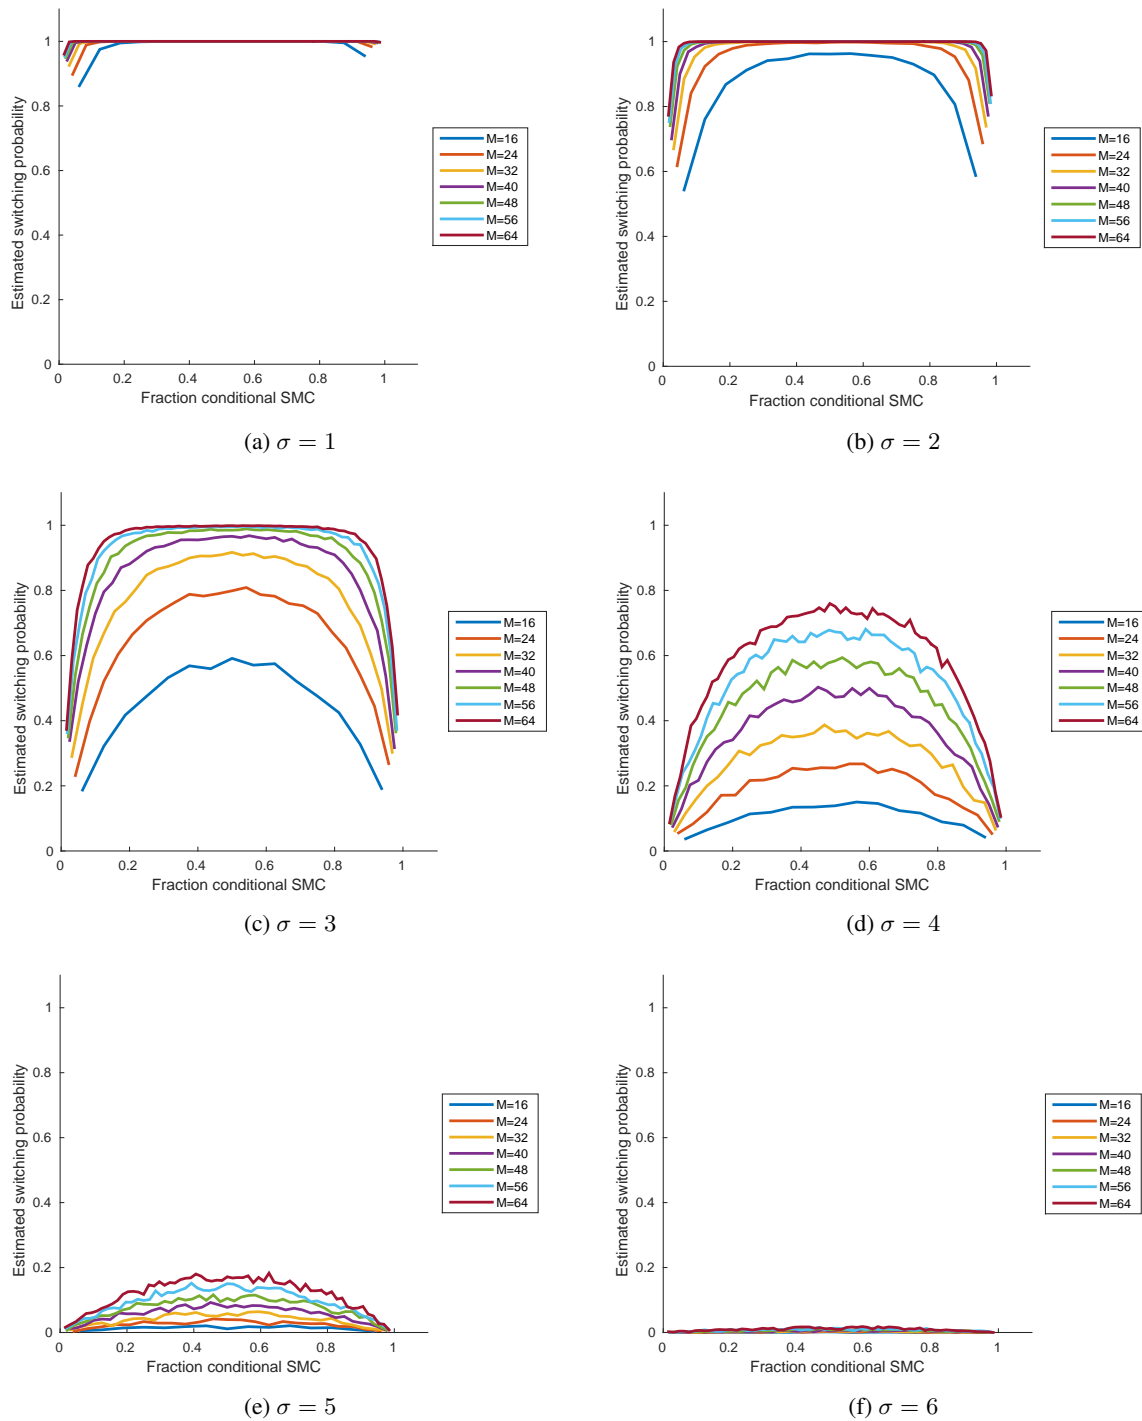 1
0.8
0.6
0.4
0.2
0
0 0.2 0.4 0.6 0.8 1
Estimated switching probability
Fraction conditional SMC
M=16
M=24
M=32
M=40
M=48
M=56
M=64
(a) σ = 1
1
0.8
0.6
0.4
0.2
0
0 0.2 0.4 0.6 0.8 1
Estimated switching probability
Fraction conditional SMC
M=16
M=24
M=32
M=40
M=48
M=56
M=64
(b) σ = 2
1
0.8
0.6
0.4
0.2
0
0 0.2 0.4 0.6 0.8 1
Estimated switching probability
Fraction conditional SMC
M=16
M=24
M=32
M=40
M=48
M=56
M=64
(c) σ = 3
1
0.8
0.6
0.4
0.2
0
0 0.2 0.4 0.6 0.8 1
Estimated switching probability
Fraction conditional SMC
M=16
M=24
M=32
M=40
M=48
M=56
M=64
(d) σ = 4
1
0.8
0.6
0.4
0.2
0
0 0.2 0.4 0.6 0.8 1
Estimated switching probability
Fraction conditional SMC
M=16
M=24
M=32
M=40
M=48
M=56
M=64
(e) σ = 5
1
0.8
0.6
0.4
0.2
0
0 0.2 0.4 0.6 0.8 1
Estimated switching probability
Fraction conditional SMC
M=16
M=24
M=32
M=40
M=48
M=56
M=64
(f) σ = 6